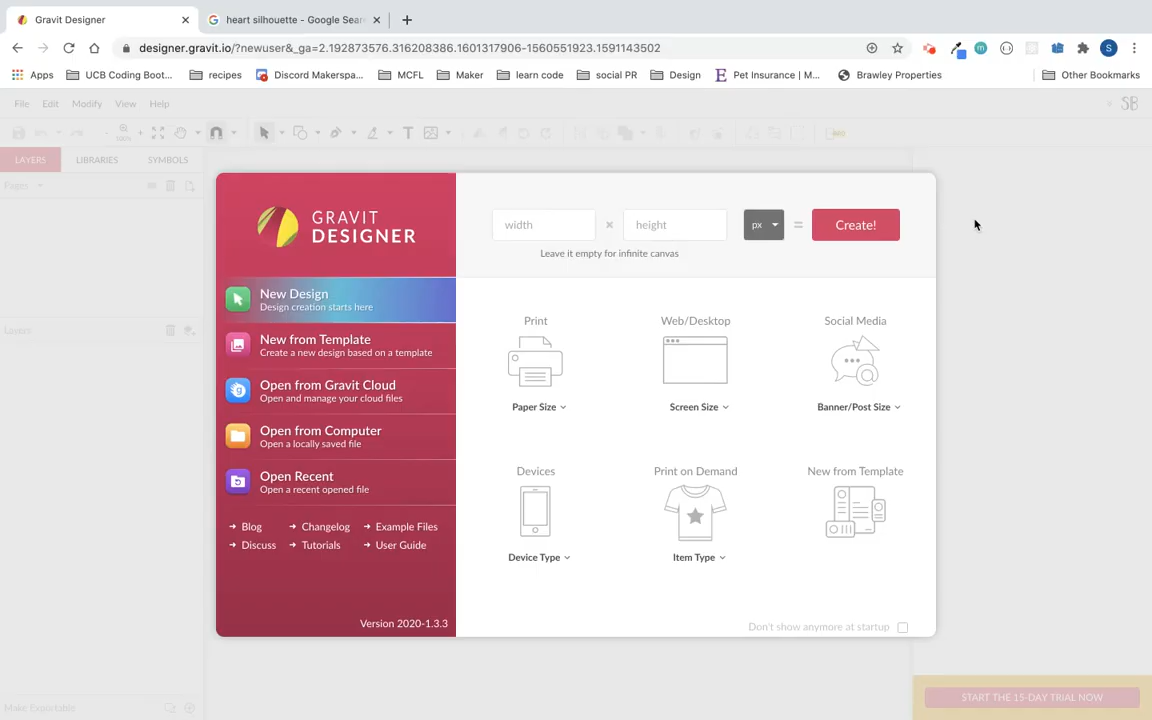 Gravit Designer
heart silhouette - Google Sear
designer.gravit.io/?newuser&_ga=2.192873576.316208386.1601317906-1560551923.1591143502
S
Apps UCB Coding Boot... recipes Discord Makerspa... MCFL Maker learn code social PR Design Pet Insurance | M... Brawley Properties Other Bookmarks
File Edit Modify View Help
SB
100%
LAYERS LIBRARIES SYMBOLS
Pages
Layers
Make Exportable
GRAVIT
DESIGNER
New Design
Design creation starts here
New from Template
Create a new design based on a template
Open from Gravit Cloud
Open and manage your cloud files
Open from Computer
Open a locally saved file
Open Recent
Open a recent opened file
Blog Changelog Example Files
Discuss Tutorials User Guide
Version 2020-1.3.3
width × height px = Create!
Leave it empty for infinite canvas
Print Web/Desktop Social Media
Paper Size Screen Size Banner/Post Size
Devices Print on Demand New from Template
Device Type Item Type
Don't show anymore at startup
START THE 15-DAY TRIAL NOW